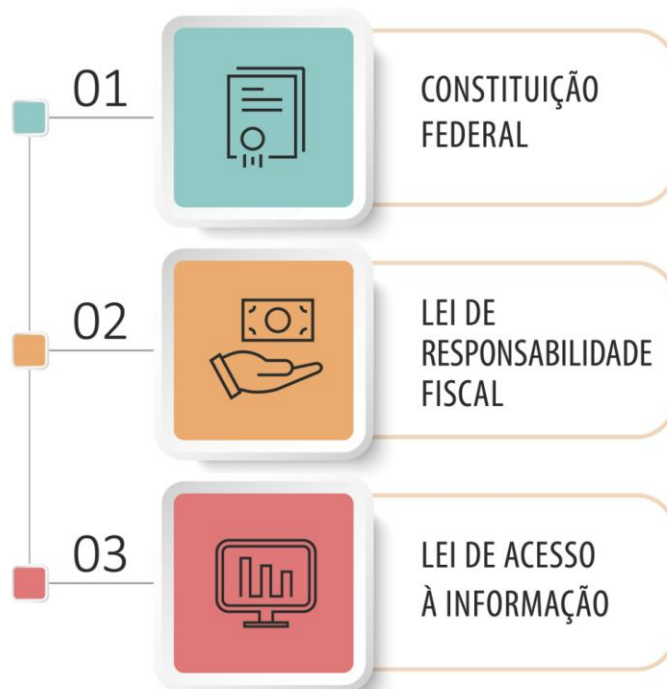 01
CONSTITUIÇÃO
FEDERAL
02
LEI DE
RESPONSABILIDADE
FISCAL
03
LEI DE ACESSO
À INFORMAÇÃO